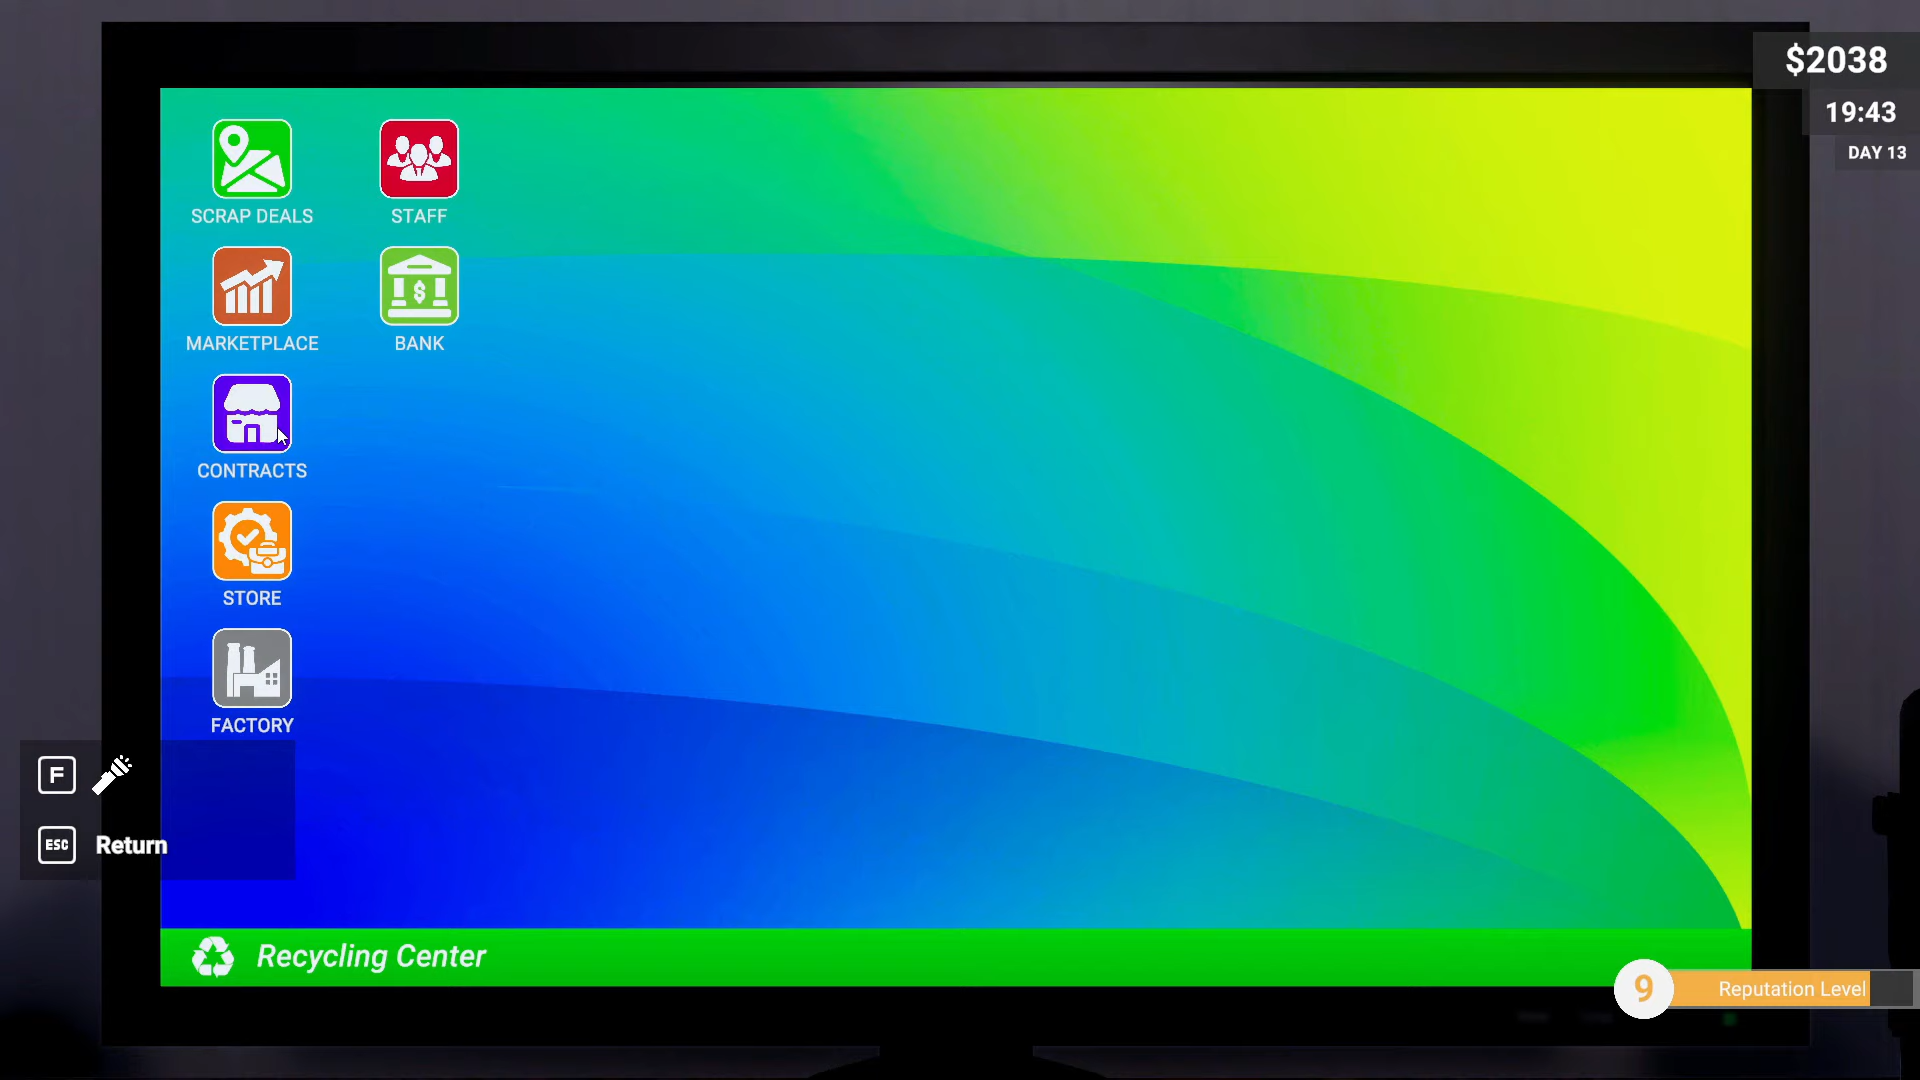 $2038
19:43
DAY 13
SCRAP DEALS
STAFF
MARKETPLACE
BANK
CONTRACTS
STORE
FACTORY
F
ESC Return
Recycling Center
9 Reputation Level